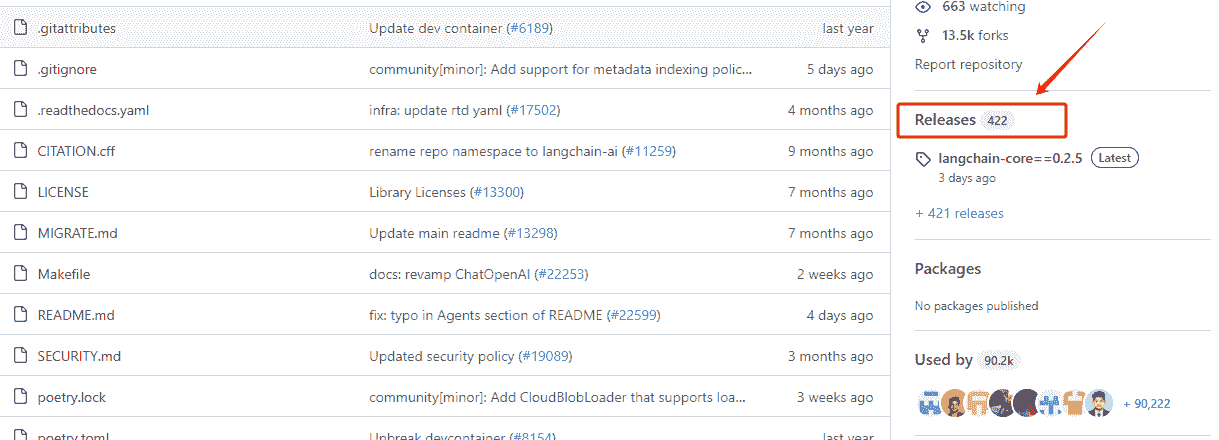 .gitattributes Update dev container (#6189) last year
.gitignore community[minor]: Add support for metadata indexing polic... 5 days ago
.readthedocs.yaml infra: update rtd yaml (#17502) 4 months ago
CITATION.cff rename repo namespace to langchain-ai (#11259) 9 months ago
LICENSE Library Licenses (#13300) 7 months ago
MIGRATE.md Update main readme (#13298) 7 months ago
Makefile docs: revamp ChatOpenAI (#22253) 2 weeks ago
README.md fix: typo in Agents section of README (#22599) 4 days ago
SECURITY.md Updated security policy (#19089) 3 months ago
poetry.lock community[minor]: Add CloudBlobLoader that supports loa... 3 weeks ago
poetry.toml Unbreak devcontainer (#8154) last year
663 watching
13.5k forks
Report repository
Releases 422
langchain-core==0.2.5 Latest
3 days ago
+ 421 releases
Packages
No packages published
Used by 90.2k
+ 90,222